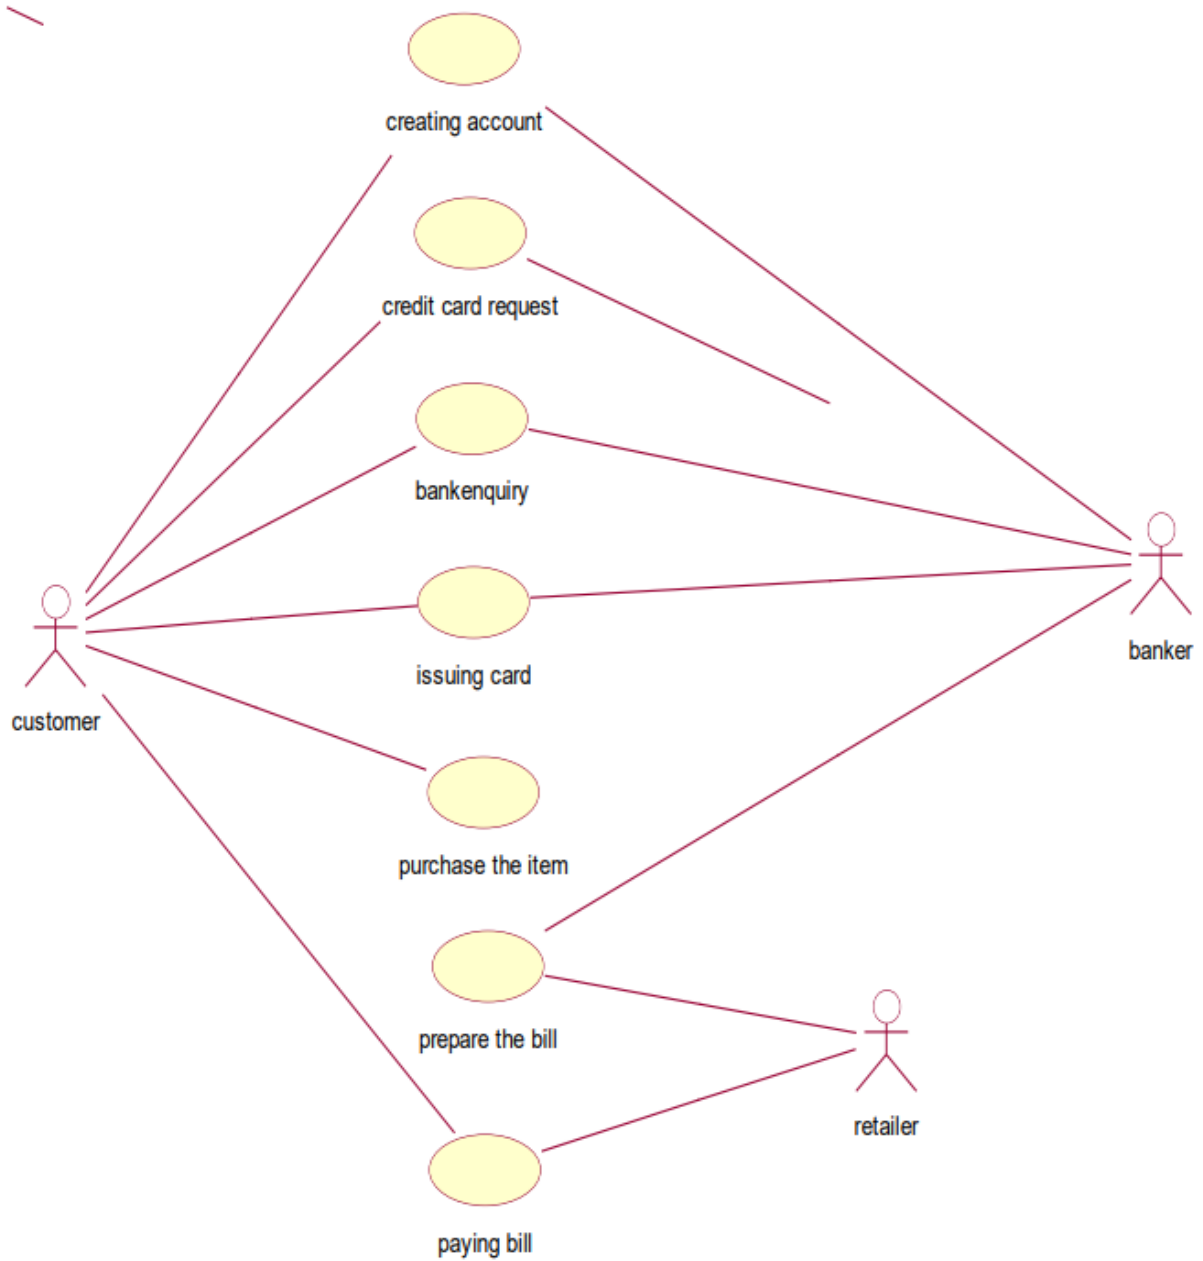 creating account
credit card request
bankenquiry
issuing card
banker
customer
purchase the item
prepare the bill
retailer
paying bill